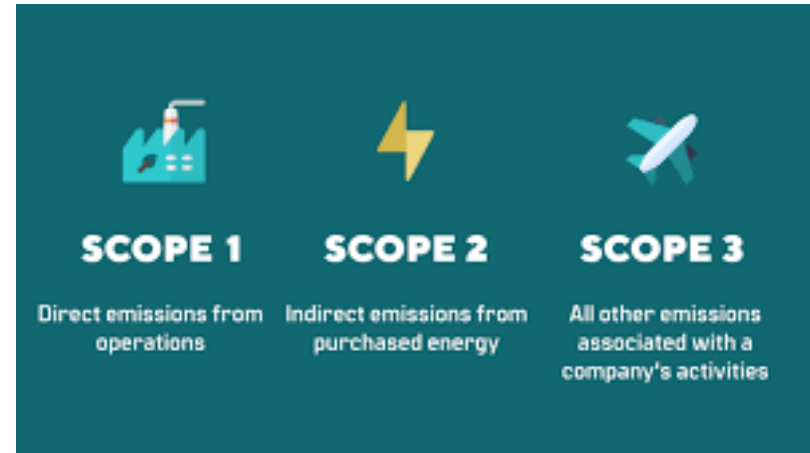 SCOPE 1
Direct emissions from
operations
SCOPE 2
Indirect emissions from
purchased energy
SCOPE 3
All other emissions
associated with a
company's activities